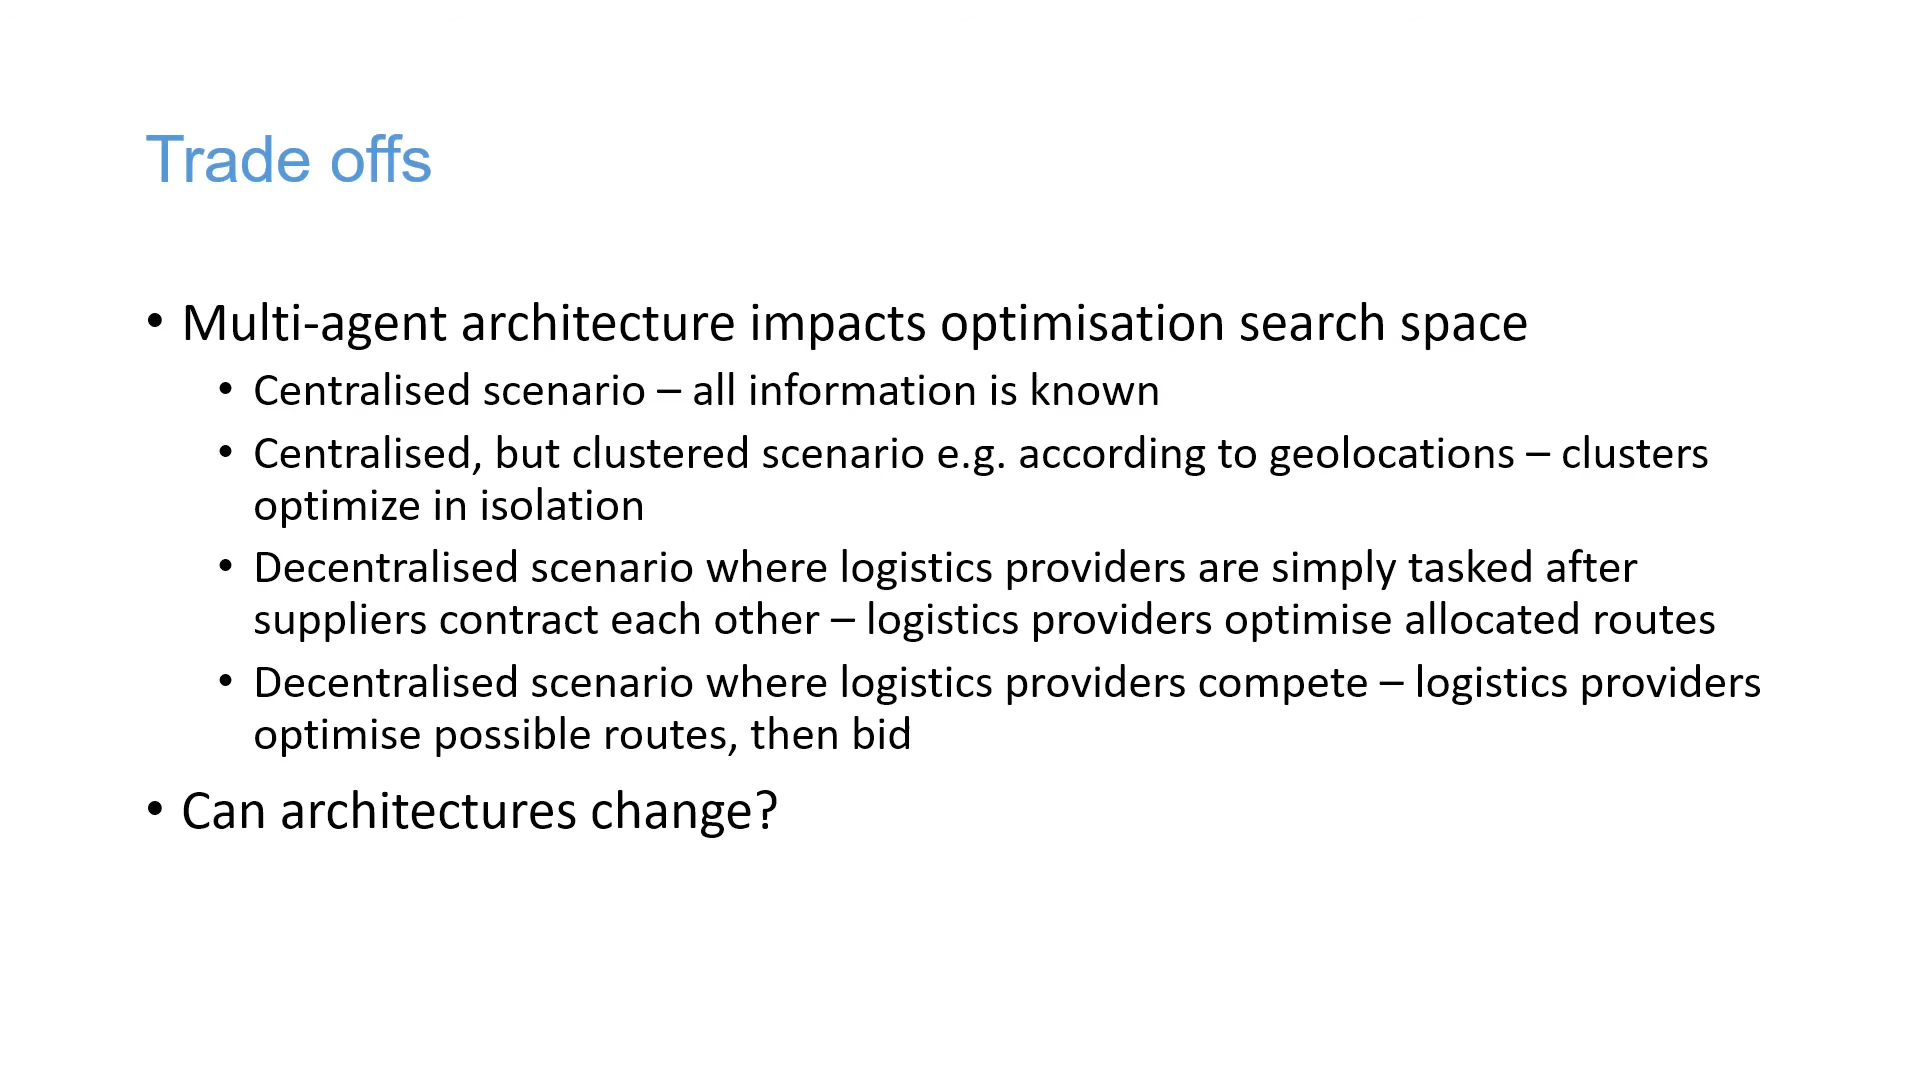 Trade offs
• Multi-agent architecture impacts optimisation search space
• Centralised scenario – all information is known
• Centralised, but clustered scenario e.g. according to geolocations – clusters
optimize in isolation
• Decentralised scenario where logistics providers are simply tasked after
suppliers contract each other – logistics providers optimise allocated routes
• Decentralised scenario where logistics providers compete – logistics providers
optimise possible routes, then bid
• Can architectures change?